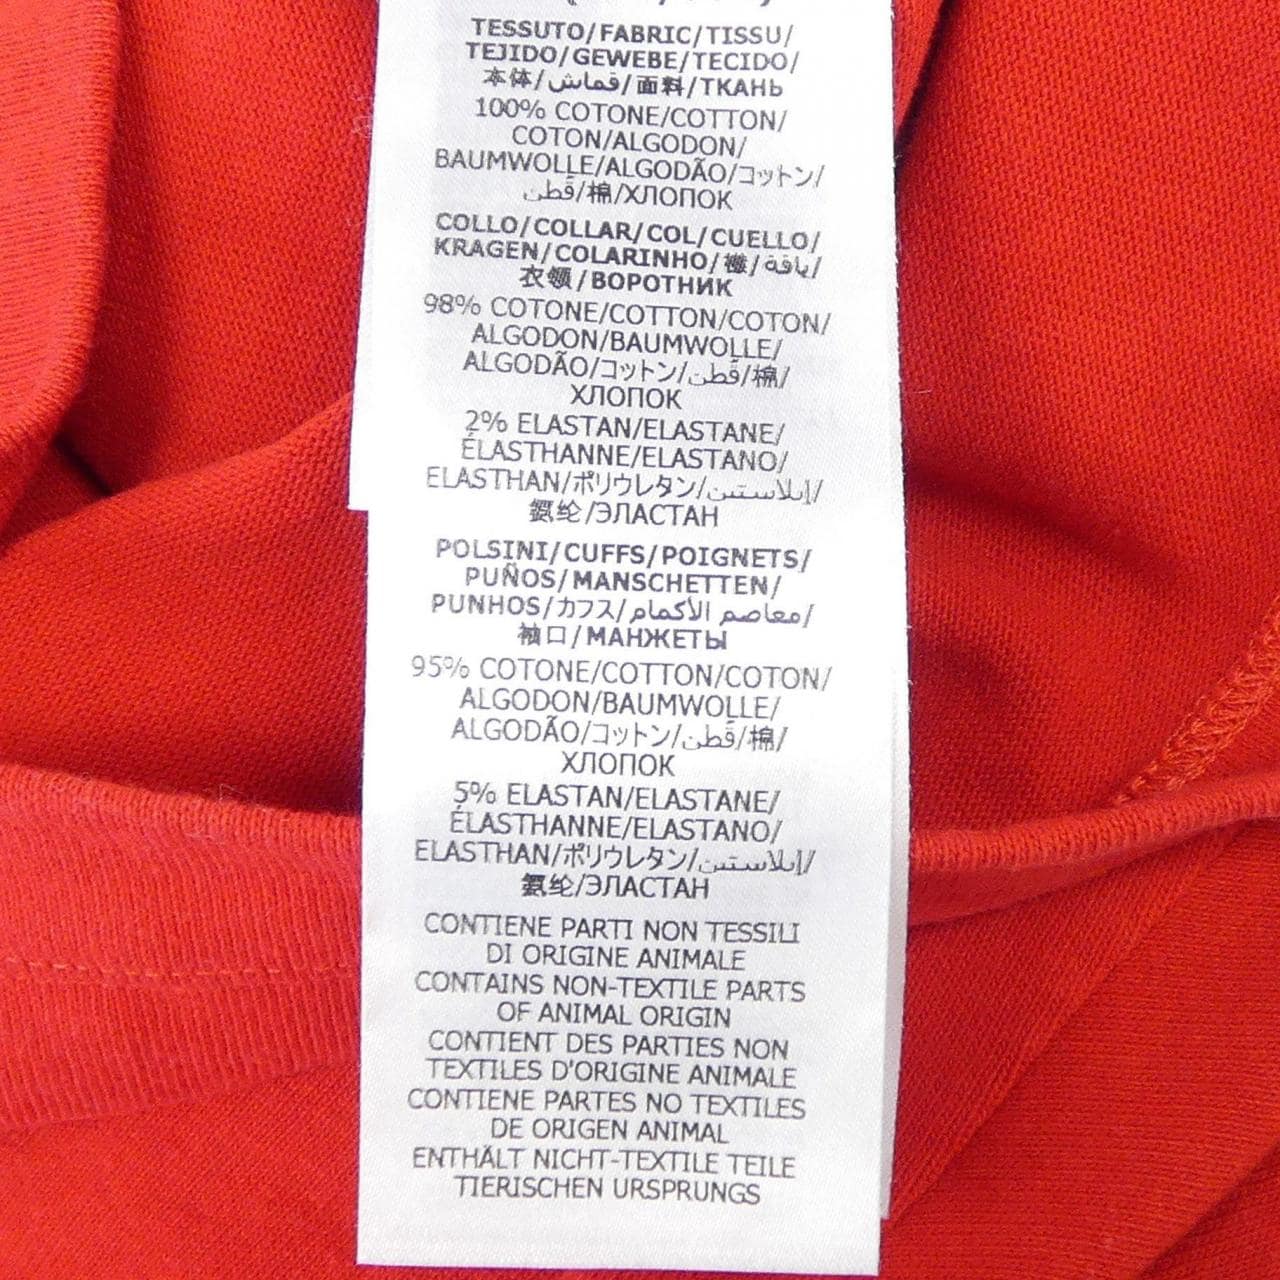 TESSUTO/FABRIC/TISSU/
TEJIDO/GEWEBE/TECIDO/
本体/قماش/面料/ТКАНЬ
100% COTONE/COTTON/
COTON/ALGODON/
BAUMWOLLE/ALGODÃO/コットン/
قُطن/棉/ХЛОПОК
COLLO/COLLAR/COL/CUELLO/
KRAGEN/COLARINHO/襟/ياقة/
衣领/ВОРОТНИК
98% COTONE/COTTON/COTON/
ALGODON/BAUMWOLLE/
ALGODÃO/コットン/قُطن/棉/
ХЛОПОК
2% ELASTAN/ELASTANE/
ÉLASTHANNE/ELASTANO/
ELASTHAN/ポリウレタン/إيلاستين/
氨纶/ЭЛАСТАН
POLSINI/CUFFS/POIGNETS/
PUÑOS/MANSCHETTEN/
PUNHOS/カフス/معاصم الأكمام/
袖口/МАНЖЕТЫ
95% COTONE/COTTON/COTON/
ALGODON/BAUMWOLLE/
ALGODÃO/コットン/قُطن/棉/
ХЛОПОК
5% ELASTAN/ELASTANE/
ÉLASTHANNE/ELASTANO/
ELASTHAN/ポリウレタン/إيلاستين/
氨纶/ЭЛАСТАН
CONTIENE PARTI NON TESSILI
DI ORIGINE ANIMALE
CONTAINS NON-TEXTILE PARTS
OF ANIMAL ORIGIN
CONTIENT DES PARTIES NON
TEXTILES D'ORIGINE ANIMALE
CONTIENE PARTES NO TEXTILES
DE ORIGEN ANIMAL
ENTHÄLT NICHT-TEXTILE TEILE
TIERISCHEN URSPRUNGS